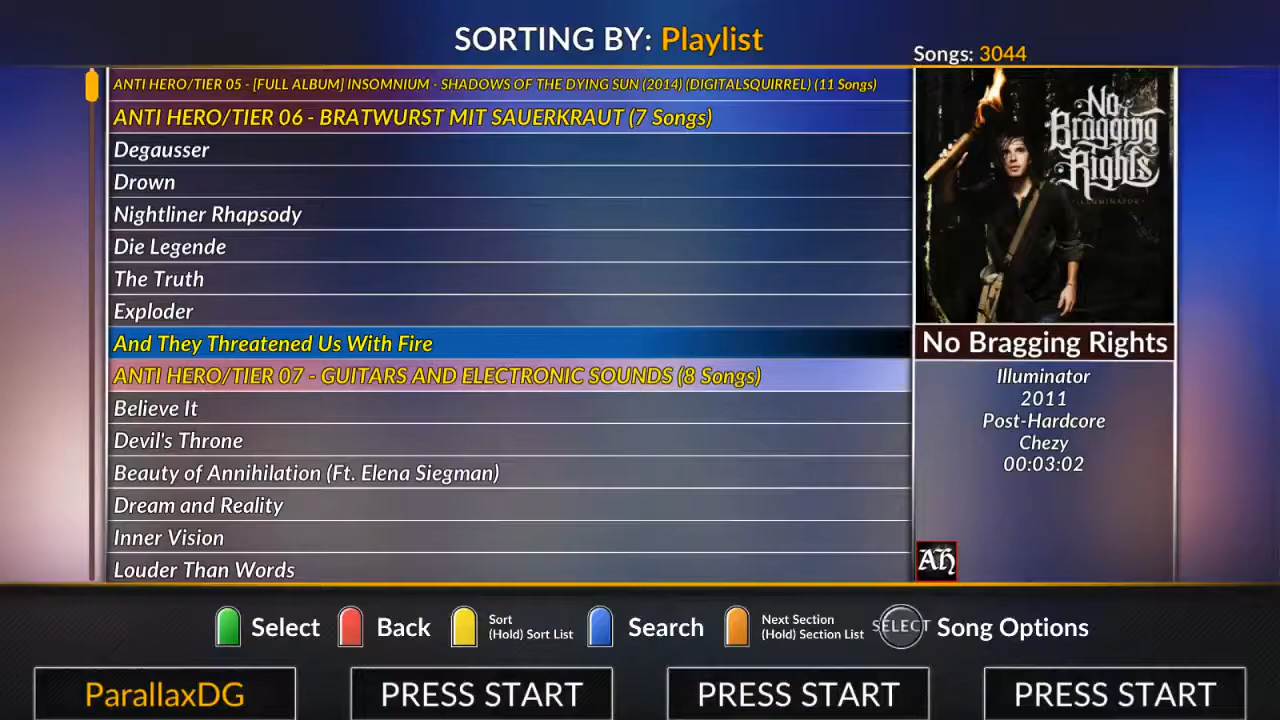 SORTING BY: Playlist
Songs: 3044
ANTI HERO/TIER 05 - [FULL ALBUM] INSOMNIUM - SHADOWS OF THE DYING SUN (2014) (DIGITALSQUIRREL) (11 Songs)
ANTI HERO/TIER 06 - BRATWURST MIT SAUERKRAUT (7 Songs)
Degausser
Drown
Nightliner Rhapsody
Die Legende
The Truth
Exploder
And They Threatened Us With Fire
ANTI HERO/TIER 07 - GUITARS AND ELECTRONIC SOUNDS (8 Songs)
Believe It
Devil's Throne
Beauty of Annihilation (Ft. Elena Siegman)
Dream and Reality
Inner Vision
Louder Than Words
No
Bragging
Rights
ILLUMINATOR
No Bragging Rights
Illuminator
2011
Post-Hardcore
Chezy
00:03:02
AH
Select
Back
Sort
(Hold) Sort List
Search
Next Section
(Hold) Section List
SELECT
Song Options
ParallaxDG
PRESS START
PRESS START
PRESS START